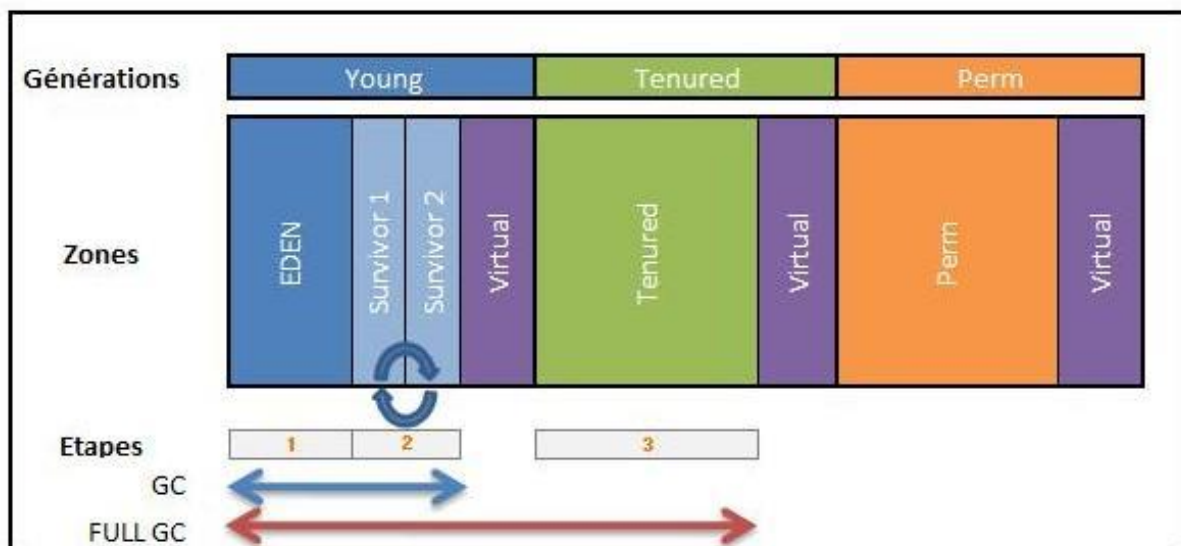 Générations Young Tenured Perm
Zones EDEN Survivor 1 Survivor 2 Virtual Tenured Virtual Perm Virtual
Etapes 1 2 3
GC
FULL GC